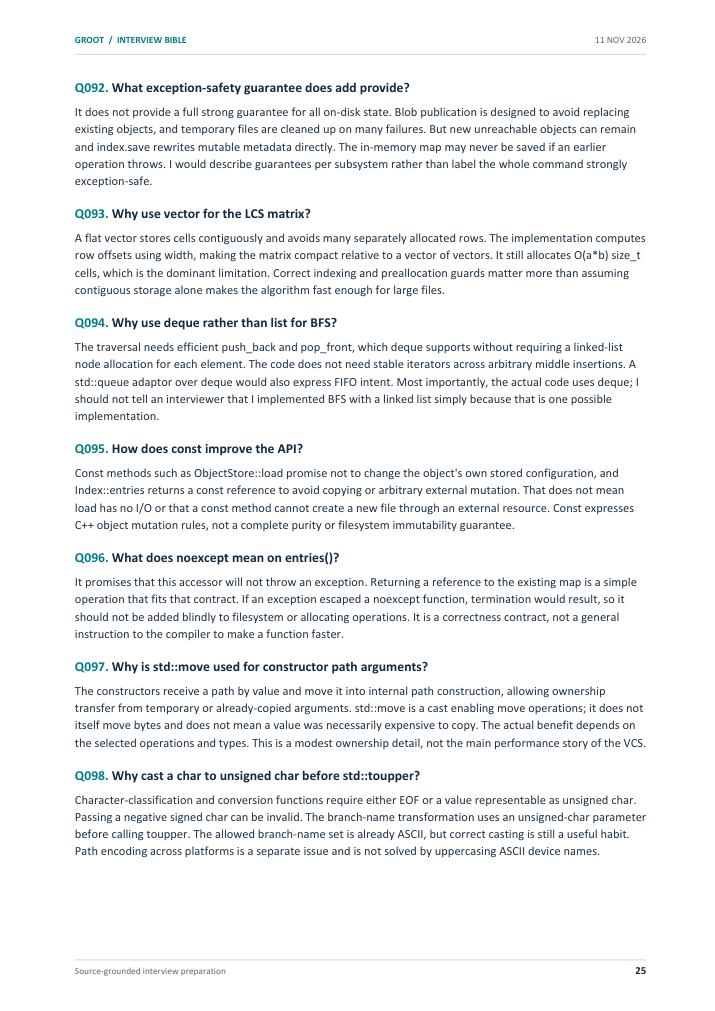 GROOT / INTERVIEW BIBLE
11 NOV 2026
Q092. What exception-safety guarantee does add provide?
It does not provide a full strong guarantee for all on-disk state. Blob publication is designed to avoid replacing
existing objects, and temporary files are cleaned up on many failures. But new unreachable objects can remain
and index.save rewrites mutable metadata directly. The in-memory map may never be saved if an earlier
operation throws. I would describe guarantees per subsystem rather than label the whole command strongly
exception-safe.
Q093. Why use vector for the LCS matrix?
A flat vector stores cells contiguously and avoids many separately allocated rows. The implementation computes
row offsets using width, making the matrix compact relative to a vector of vectors. It still allocates O(a*b) size_t
cells, which is the dominant limitation. Correct indexing and preallocation guards matter more than assuming
contiguous storage alone makes the algorithm fast enough for large files.
Q094. Why use deque rather than list for BFS?
The traversal needs efficient push_back and pop_front, which deque supports without requiring a linked-list
node allocation for each element. The code does not need stable iterators across arbitrary middle insertions. A
std::queue adaptor over deque would also express FIFO intent. Most importantly, the actual code uses deque; I
should not tell an interviewer that I implemented BFS with a linked list simply because that is one possible
implementation.
Q095. How does const improve the API?
Const methods such as ObjectStore::load promise not to change the object's own stored configuration, and
Index::entries returns a const reference to avoid copying or arbitrary external mutation. That does not mean
load has no I/O or that a const method cannot create a new file through an external resource. Const expresses
C++ object mutation rules, not a complete purity or filesystem immutability guarantee.
Q096. What does noexcept mean on entries()?
It promises that this accessor will not throw an exception. Returning a reference to the existing map is a simple
operation that fits that contract. If an exception escaped a noexcept function, termination would result, so it
should not be added blindly to filesystem or allocating operations. It is a correctness contract, not a general
instruction to the compiler to make a function faster.
Q097. Why is std::move used for constructor path arguments?
The constructors receive a path by value and move it into internal path construction, allowing ownership
transfer from temporary or already-copied arguments. std::move is a cast enabling move operations; it does not
itself move bytes and does not mean a value was necessarily expensive to copy. The actual benefit depends on
the selected operations and types. This is a modest ownership detail, not the main performance story of the VCS.
Q098. Why cast a char to unsigned char before std::toupper?
Character-classification and conversion functions require either EOF or a value representable as unsigned char.
Passing a negative signed char can be invalid. The branch-name transformation uses an unsigned-char parameter
before calling toupper. The allowed branch-name set is already ASCII, but correct casting is still a useful habit.
Path encoding across platforms is a separate issue and is not solved by uppercasing ASCII device names.
Source-grounded interview preparation
25